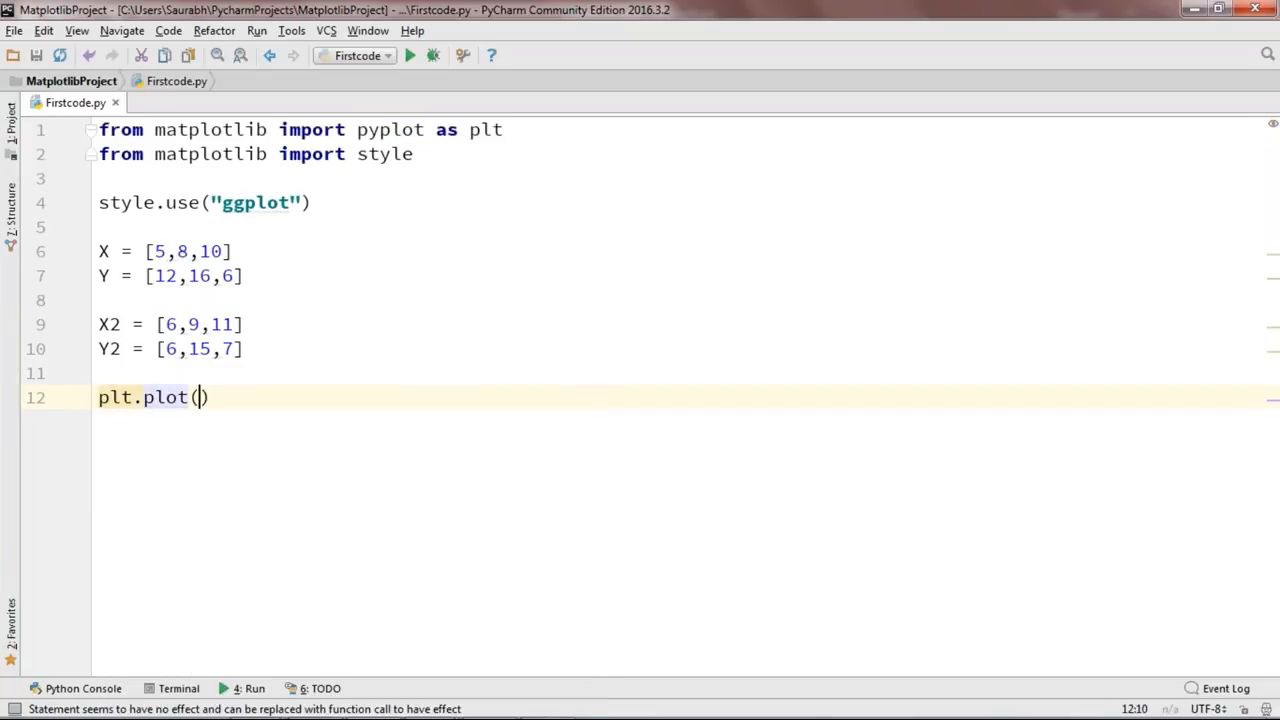 MatplotlibProject - [C:\Users\Saurabh\PycharmProjects\MatplotlibProject] - ...\Firstcode.py - PyCharm Community Edition 2016.3.2
File Edit View Navigate Code Refactor Run Tools VCS Window Help
Firstcode
MatplotlibProject Firstcode.py
Firstcode.py
1: Project
Z: Structure
2: Favorites
1 from matplotlib import pyplot as plt
2 from matplotlib import style
3
4 style.use("ggplot")
5
6 X = [5,8,10]
7 Y = [12,16,6]
8
9 X2 = [6,9,11]
10 Y2 = [6,15,7]
11
12 plt.plot()
Python Console Terminal 4: Run 6: TODO Event Log
Statement seems to have no effect and can be replaced with function call to have effect 12:10 n/a UTF-8